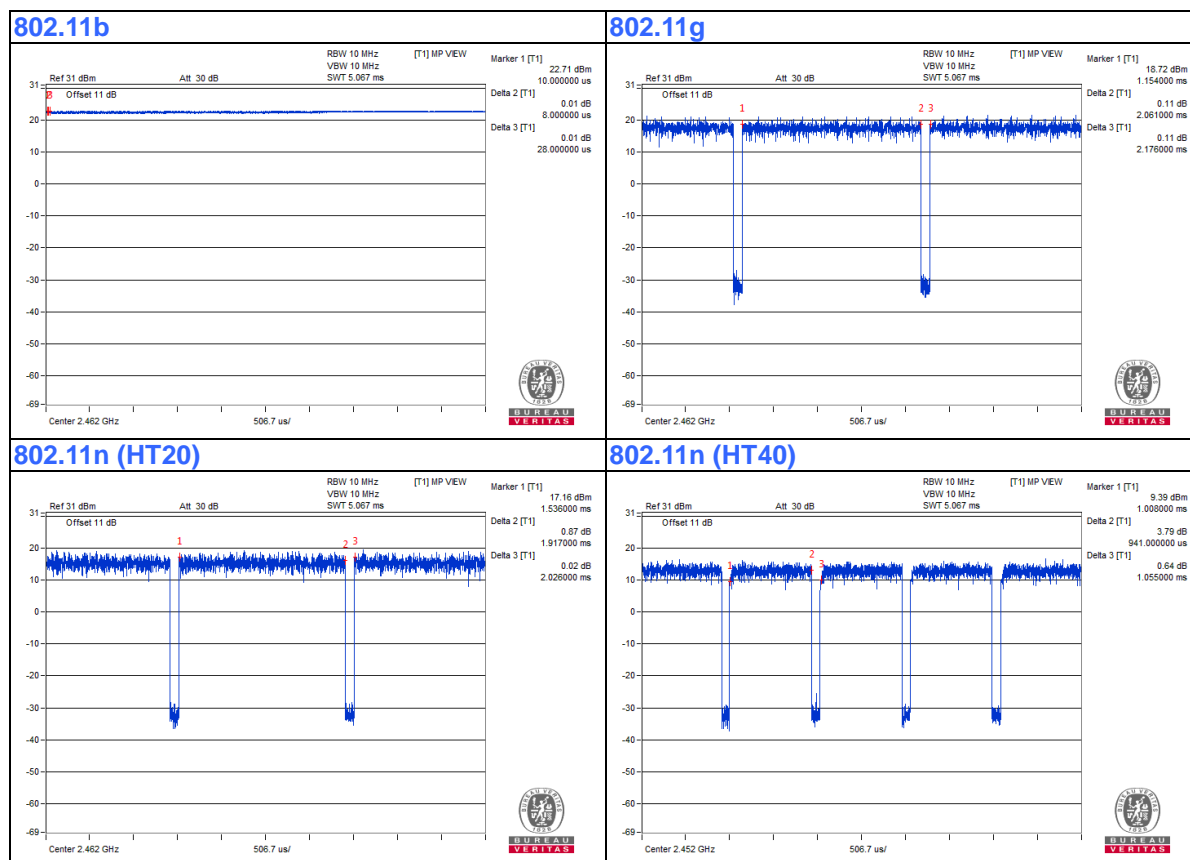 802.11b
RBW 10 MHz [T1] MP VIEW
VBW 10 MHz
Ref 31 dBm Att 30 dB SWT 5.067 ms
Marker 1 [T1]
22.71 dBm
10.000000 us
Delta 2 [T1]
0.01 dB
8.000000 us
Delta 3 [T1]
0.01 dB
28.000000 us
31
Offset 11 dB
20
10
0
-10
-20
-30
-40
-50
-60
-69
Center 2.462 GHz 506.7 us/
BUREAU VERITAS
1828
BUREAU
VERITAS
802.11g
RBW 10 MHz [T1] MP VIEW
VBW 10 MHz
Ref 31 dBm Att 30 dB SWT 5.067 ms
Marker 1 [T1]
18.72 dBm
1.154000 ms
Delta 2 [T1]
0.11 dB
2.061000 ms
Delta 3 [T1]
0.11 dB
2.176000 ms
31
Offset 11 dB
1 2 3
20
10
0
-10
-20
-30
-40
-50
-60
-69
Center 2.462 GHz 506.7 us/
BUREAU VERITAS
1828
BUREAU
VERITAS
802.11n (HT20)
RBW 10 MHz [T1] MP VIEW
VBW 10 MHz
Ref 31 dBm Att 30 dB SWT 5.067 ms
Marker 1 [T1]
17.16 dBm
1.536000 ms
Delta 2 [T1]
0.87 dB
1.917000 ms
Delta 3 [T1]
0.02 dB
2.026000 ms
31
Offset 11 dB
1 2 3
20
10
0
-10
-20
-30
-40
-50
-60
-69
Center 2.462 GHz 506.7 us/
BUREAU VERITAS
1828
BUREAU
VERITAS
802.11n (HT40)
RBW 10 MHz [T1] MP VIEW
VBW 10 MHz
Ref 31 dBm Att 30 dB SWT 5.067 ms
Marker 1 [T1]
9.39 dBm
1.008000 ms
Delta 2 [T1]
3.79 dB
941.000000 us
Delta 3 [T1]
0.64 dB
1.055000 ms
31
Offset 11 dB
1 2 3
20
10
0
-10
-20
-30
-40
-50
-60
-69
Center 2.452 GHz 506.7 us/
BUREAU VERITAS
1828
BUREAU
VERITAS